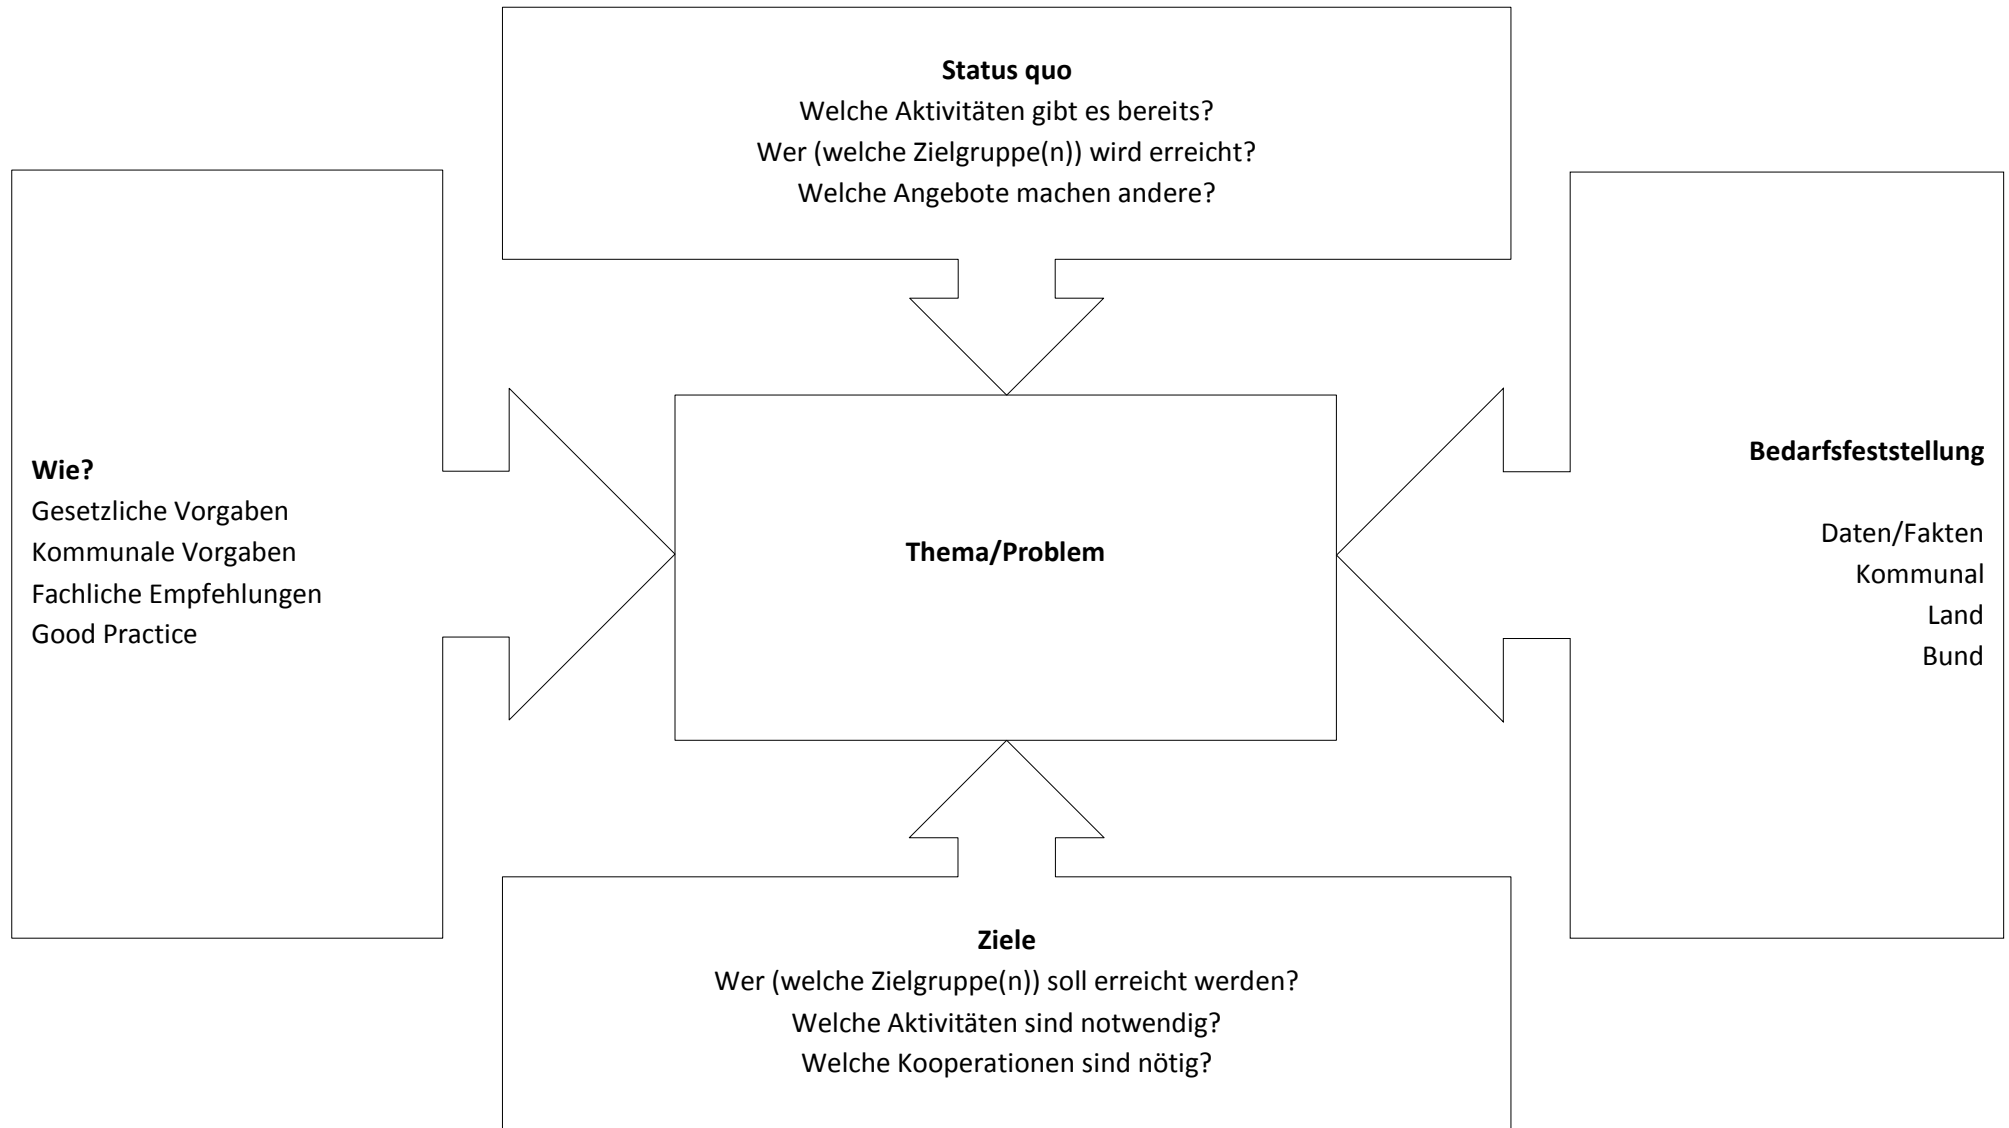 Status quo
Welche Aktivitäten gibt es bereits?
Wer (welche Zielgruppe(n)) wird erreicht?
Welche Angebote machen andere?
Wie?
Gesetzliche Vorgaben
Kommunale Vorgaben
Fachliche Empfehlungen
Good Practice
Thema/Problem
Bedarfsfeststellung
Daten/Fakten
Kommunal
Land
Bund
Ziele
Wer (welche Zielgruppe(n)) soll erreicht werden?
Welche Aktivitäten sind notwendig?
Welche Kooperationen sind nötig?